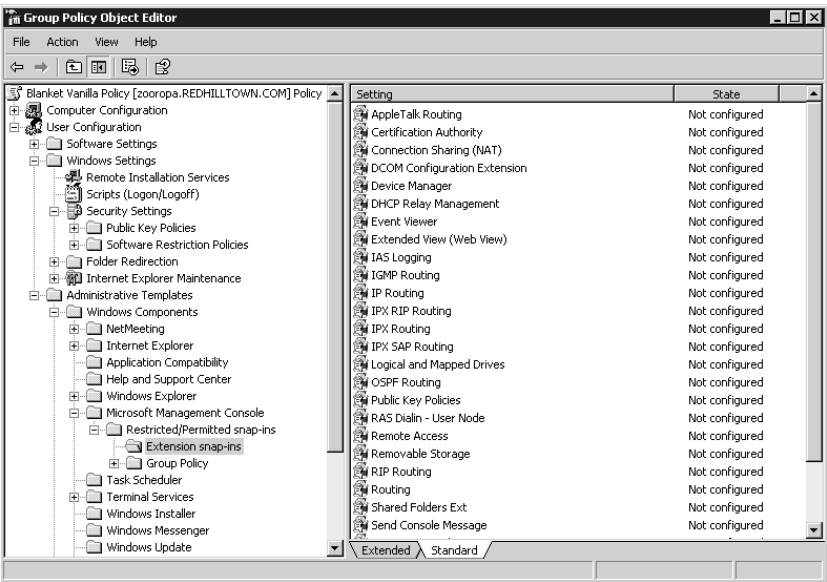 Group Policy Object Editor
File Action View Help
Blanket Vanilla Policy [zooropa.REDHILLTOWN.COM] Policy
Computer Configuration
User Configuration
Software Settings
Windows Settings
Remote Installation Services
Scripts (Logon/Logoff)
Security Settings
Public Key Policies
Software Restriction Policies
Folder Redirection
Internet Explorer Maintenance
Administrative Templates
Windows Components
NetMeeting
Internet Explorer
Application Compatibility
Help and Support Center
Windows Explorer
Microsoft Management Console
Restricted/Permitted snap-ins
Extension snap-ins
Group Policy
Task Scheduler
Terminal Services
Windows Installer
Windows Messenger
Windows Update
Setting State
AppleTalk Routing Not configured
Certification Authority Not configured
Connection Sharing (NAT) Not configured
DCOM Configuration Extension Not configured
Device Manager Not configured
DHCP Relay Management Not configured
Event Viewer Not configured
Extended View (Web View) Not configured
IAS Logging Not configured
IGMP Routing Not configured
IP Routing Not configured
IPX RIP Routing Not configured
IPX Routing Not configured
IPX SAP Routing Not configured
Logical and Mapped Drives Not configured
OSPF Routing Not configured
Public Key Policies Not configured
RAS Dialin - User Node Not configured
Remote Access Not configured
Removable Storage Not configured
RIP Routing Not configured
Routing Not configured
Shared Folders Ext Not configured
Send Console Message Not configured
Extended Standard